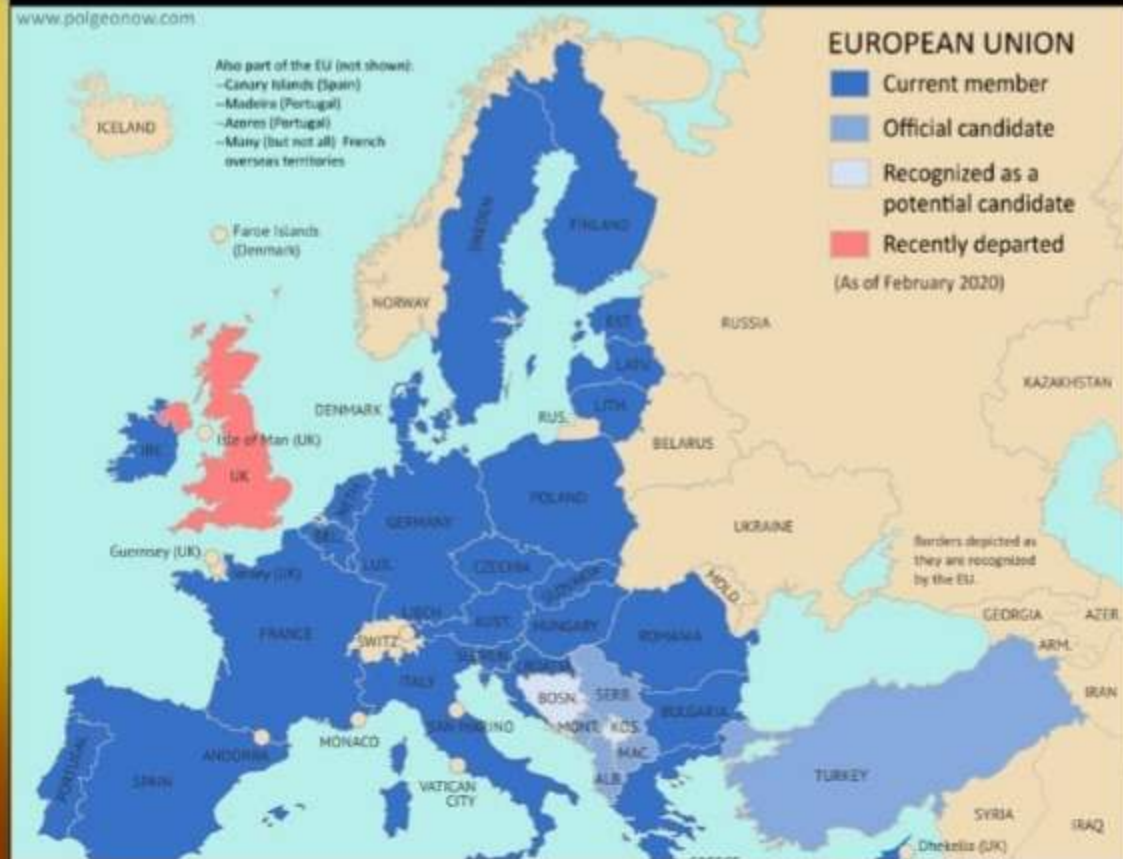 www.polgeonow.com
Also part of the EU (not shown):
--Canary Islands (Spain)
--Madeira (Portugal)
--Azores (Portugal)
--Many (but not all) French
overseas territories
EUROPEAN UNION
Current member
Official candidate
Recognized as a
potential candidate
Recently departed
(As of February 2020)
ICELAND
Faroe Islands
(Denmark)
SWEDEN
FINLAND
NORWAY
RUSSIA
EST.
LATV.
LITH.
KAZAKHSTAN
DENMARK
RUS.
BELARUS
Isle of Man (UK)
IRE.
UK
NETH.
POLAND
GERMANY
UKRAINE
BEL.
Guernsey (UK)
Jersey (UK)
LUX.
CZECHIA
SLOVAKIA
Borders depicted as
they are recognized
by the EU.
MOLD.
LIECH.
AUST.
HUNGARY
FRANCE
SWITZ.
ROMANIA
GEORGIA
AZER.
ARM.
CROATIA
ITALY
BOSN.
SERB.
IRAN
SAN MARINO
MONT.
KOS.
BULGARIA
MONACO
ANDORRA
MAC.
PORTUGAL
SPAIN
VATICAN
CITY
ALB.
TURKEY
SYRIA
IRAQ
Dhekelia (UK)
GREECE